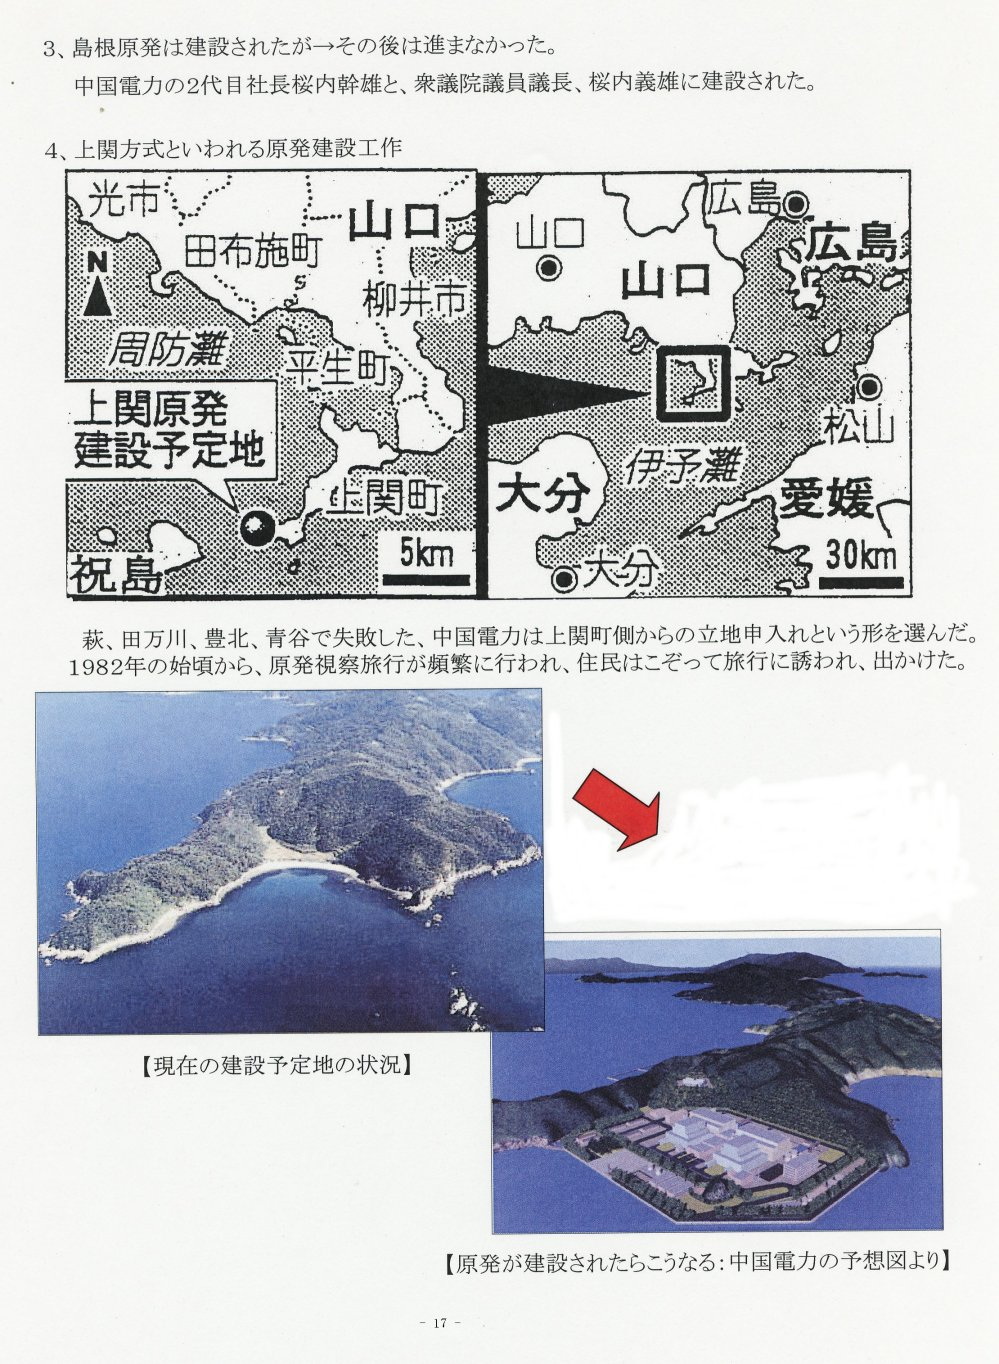 3、島根原発は建設されたが→その後は進まなかった。
中国電力の2代目社長桜内幹雄と、衆議院議員議長、桜内義雄に建設された。
4、上関方式といわれる原発建設工作
光市
山口
田布施町
柳井市
N
周防灘
平生町
上関原発
建設予定地
上関町
祝島
5km
広島
山口
広島
山口
松山
伊予灘
大分
愛媛
大分
30km
萩、田万川、豊北、青谷で失敗した、中国電力は上関町側からの立地申入れという形を選んだ。
1982年の始頃から、原発視察旅行が頻繁に行われ、住民はこぞって旅行に誘われ、出かけた。
【現在の建設予定地の状況】
【原発が建設されたらこうなる：中国電力の予想図より】
- 17 -